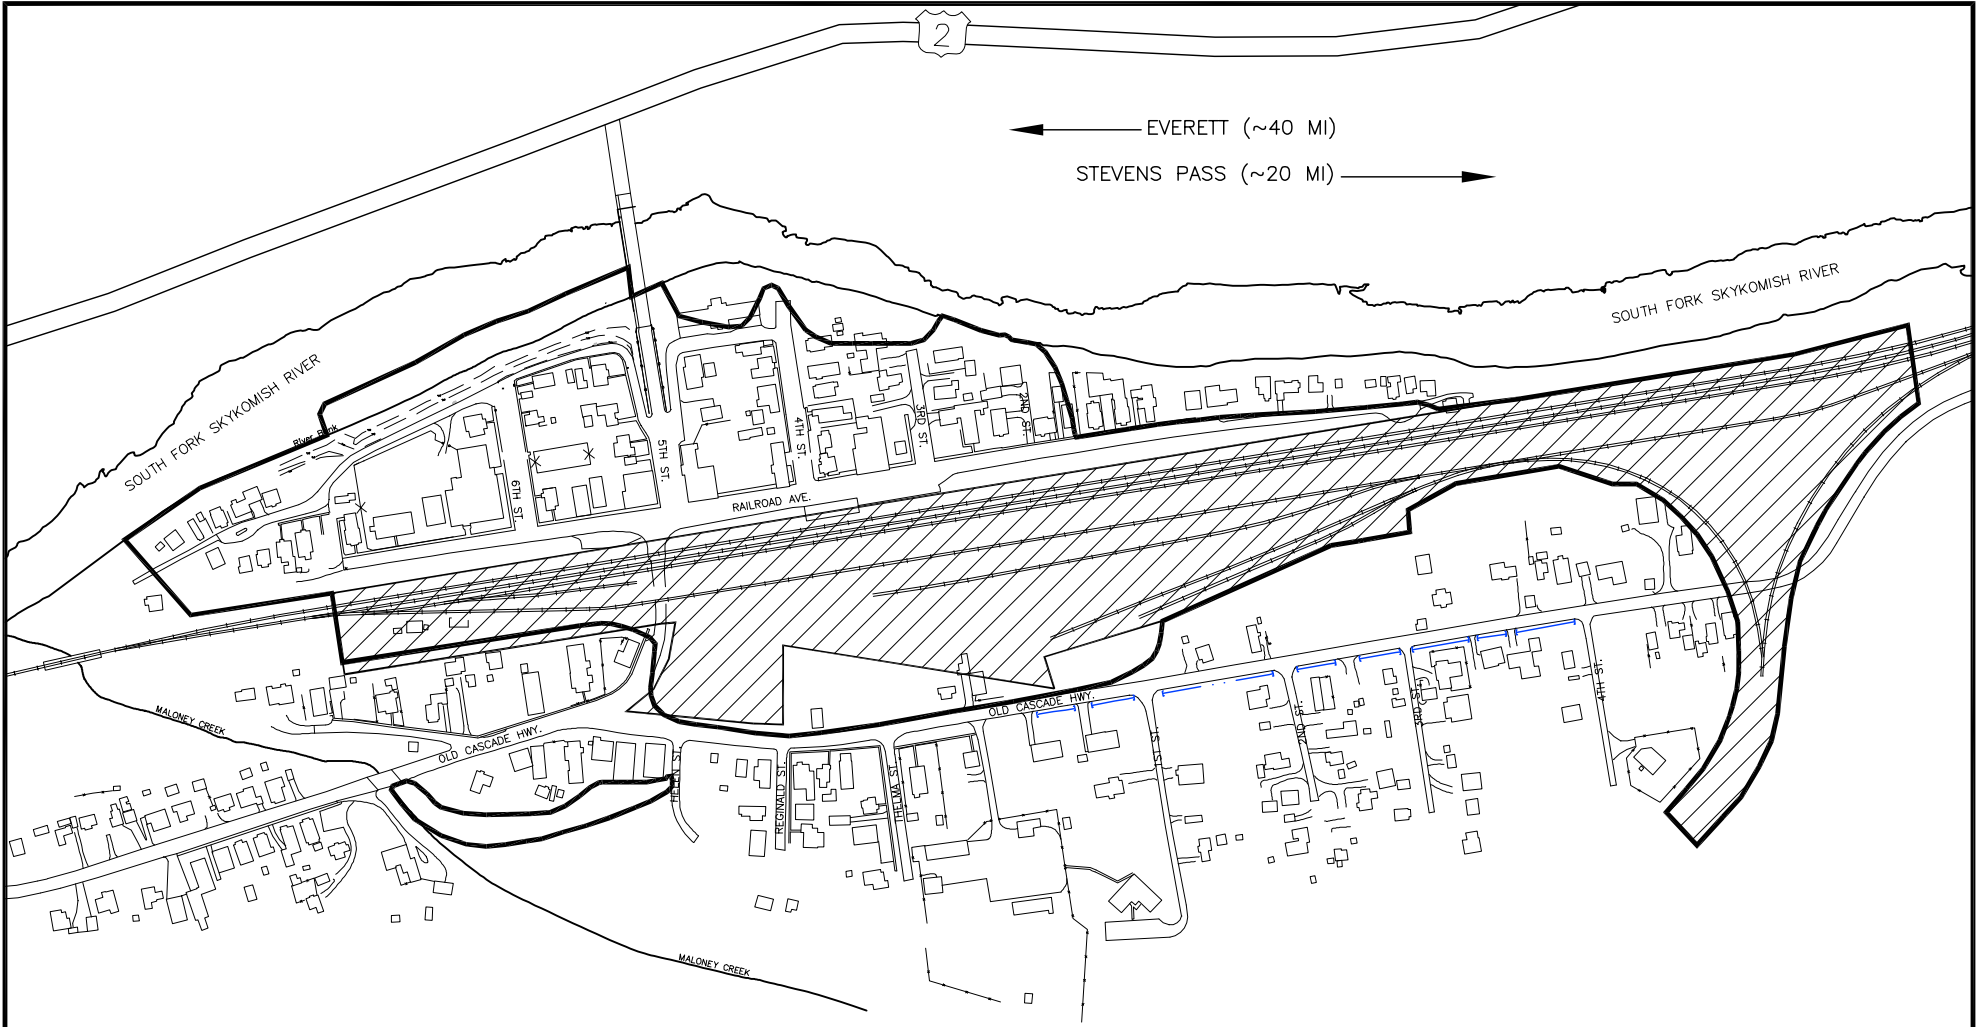 2
EVERETT (~40 MI)
STEVENS PASS (~20 MI)
SOUTH FORK SKYKOMISH RIVER
SOUTH FORK SKYKOMISH RIVER
River Bank
6TH ST.
5TH ST.
4TH ST.
3RD ST.
2ND ST.
RAILROAD AVE.
MALONEY CREEK
OLD CASCADE HWY.
OLD CASCADE HWY.
HELEN ST.
REGINALD ST.
THELMA ST.
1ST ST.
2ND ST.
3RD ST.
4TH ST.
MALONEY CREEK